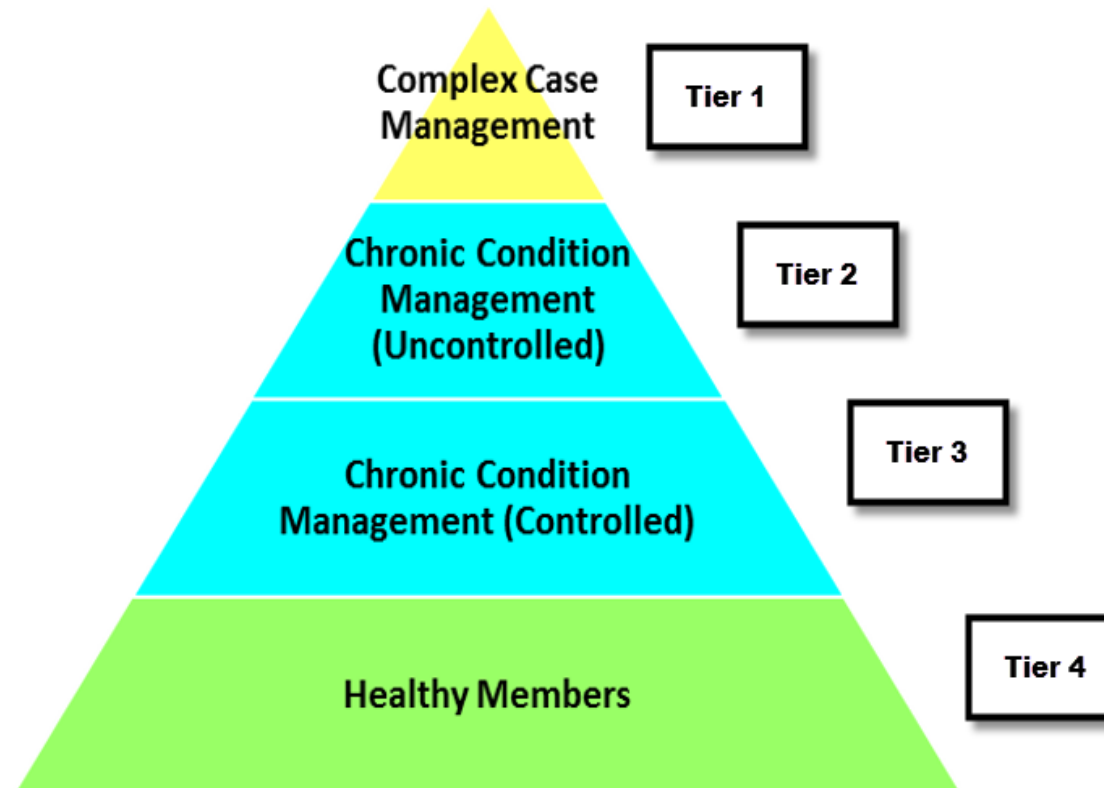 Complex Case
Management
Tier 1
Chronic Condition
Management
(Uncontrolled)
Tier 2
Chronic Condition
Management (Controlled)
Tier 3
Healthy Members
Tier 4